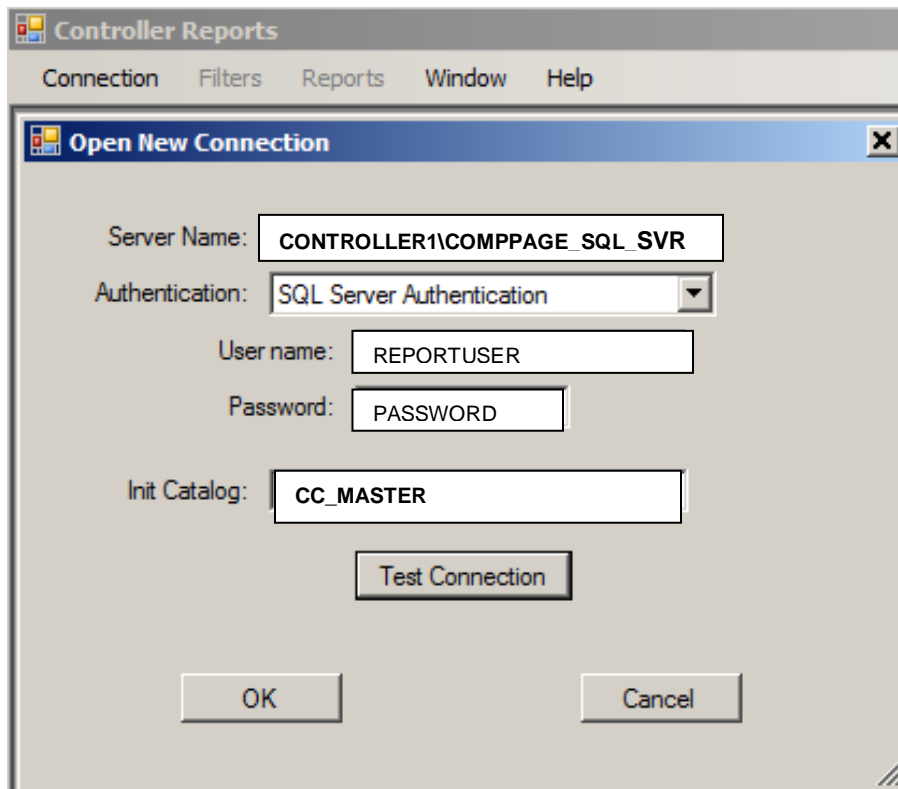 Controller Reports
Connection Filters Reports Window Help
Open New Connection
Server Name: CONTROLLER1\COMPPAGE_SQL_SVR
Authentication: SQL Server Authentication
User name: REPORTUSER
Password: PASSWORD
Init Catalog: CC_MASTER
Test Connection
OK Cancel